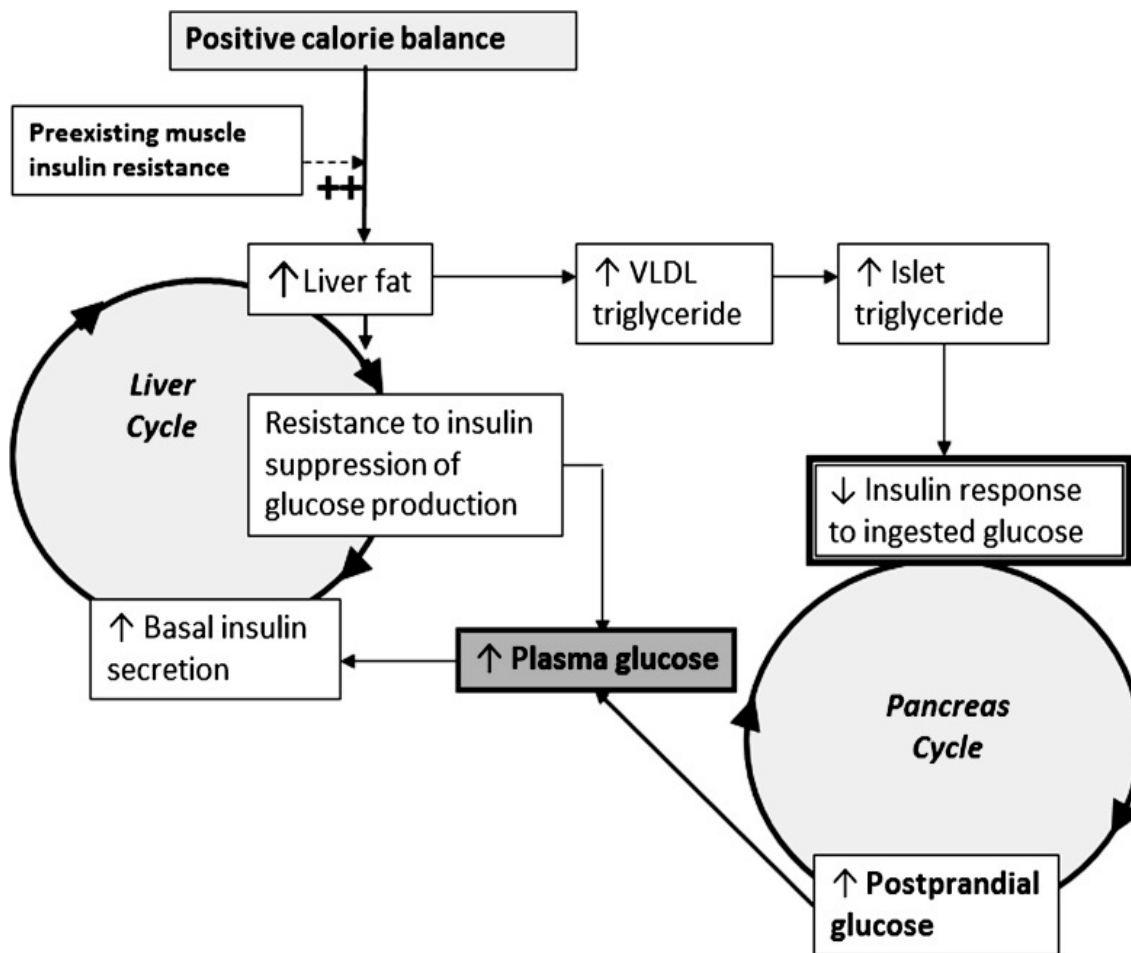 Positive calorie balance
Preexisting muscle
insulin resistance
++
↑ Liver fat
↑ VLDL
triglyceride
↑ Islet
triglyceride
Liver
Cycle
Resistance to insulin
suppression of
glucose production
↓ Insulin response
to ingested glucose
↑ Basal insulin
secretion
↑ Plasma glucose
Pancreas
Cycle
↑ Postprandial
glucose